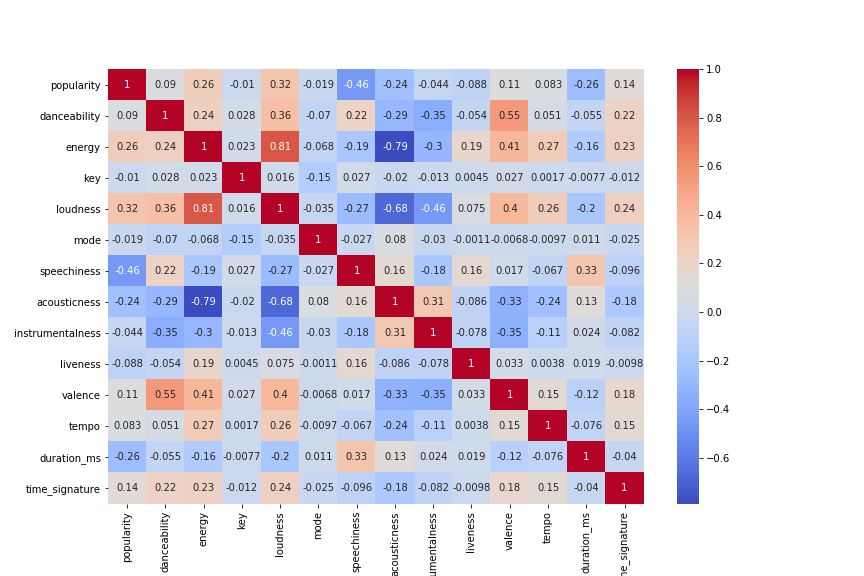 popularity 1 0.09 0.26 -0.01 0.32 -0.019 -0.46 -0.24 -0.044 -0.088 0.11 0.083 -0.26 0.14
danceability 0.09 1 0.24 0.028 0.36 -0.07 0.22 -0.29 -0.35 -0.054 0.55 0.051 -0.055 0.22
energy 0.26 0.24 1 0.023 0.81 -0.068 -0.19 -0.79 -0.3 0.19 0.41 0.27 -0.16 0.23
key -0.01 0.028 0.023 1 0.016 -0.15 0.027 -0.02 -0.013 0.0045 0.027 0.0017 -0.0077 -0.012
loudness 0.32 0.36 0.81 0.016 1 -0.035 -0.27 -0.68 -0.46 0.075 0.4 0.26 -0.2 0.24
mode -0.019 -0.07 -0.068 -0.15 -0.035 1 -0.027 0.08 -0.03 -0.0011 -0.0068 -0.0097 0.011 -0.025
speechiness -0.46 0.22 -0.19 0.027 -0.27 -0.027 1 0.16 -0.18 0.16 0.017 -0.067 0.33 -0.096
acousticness -0.24 -0.29 -0.79 -0.02 -0.68 0.08 0.16 1 0.31 -0.086 -0.33 -0.24 0.13 -0.18
instrumentalness -0.044 -0.35 -0.3 -0.013 -0.46 -0.03 -0.18 0.31 1 -0.078 -0.35 -0.11 0.024 -0.082
liveness -0.088 -0.054 0.19 0.0045 0.075 -0.0011 0.16 -0.086 -0.078 1 0.033 0.0038 0.019 -0.0098
valence 0.11 0.55 0.41 0.027 0.4 -0.0068 0.017 -0.33 -0.35 0.033 1 0.15 -0.12 0.18
tempo 0.083 0.051 0.27 0.0017 0.26 -0.0097 -0.067 -0.24 -0.11 0.0038 0.15 1 -0.076 0.15
duration_ms -0.26 -0.055 -0.16 -0.0077 -0.2 0.011 0.33 0.13 0.024 0.019 -0.12 -0.076 1 -0.04
time_signature 0.14 0.22 0.23 -0.012 0.24 -0.025 -0.096 -0.18 -0.082 -0.0098 0.18 0.15 -0.04 1
popularity
danceability
energy
key
loudness
mode
speechiness
acousticness
umentalness
liveness
valence
tempo
duration_ms
ne_signature
1.0
0.8
0.6
0.4
0.2
0.0
−0.2
−0.4
−0.6